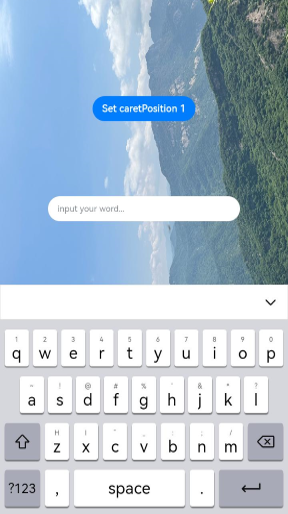 Set caretPosition 1
input your word...
1 2 3 4 5 6 7 8 9 0
q w e r t y u i o p
~ ! @ # % ' & * ?
a s d f g h j k l
z x c v b n m
?123 , space .